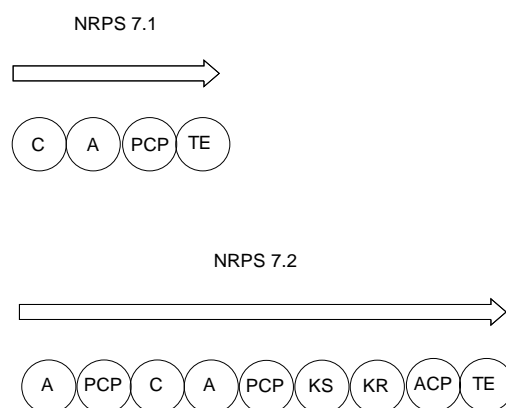 NRPS 7.1
C A PCP TE
NRPS 7.2
A PCP C A PCP KS KR ACP TE